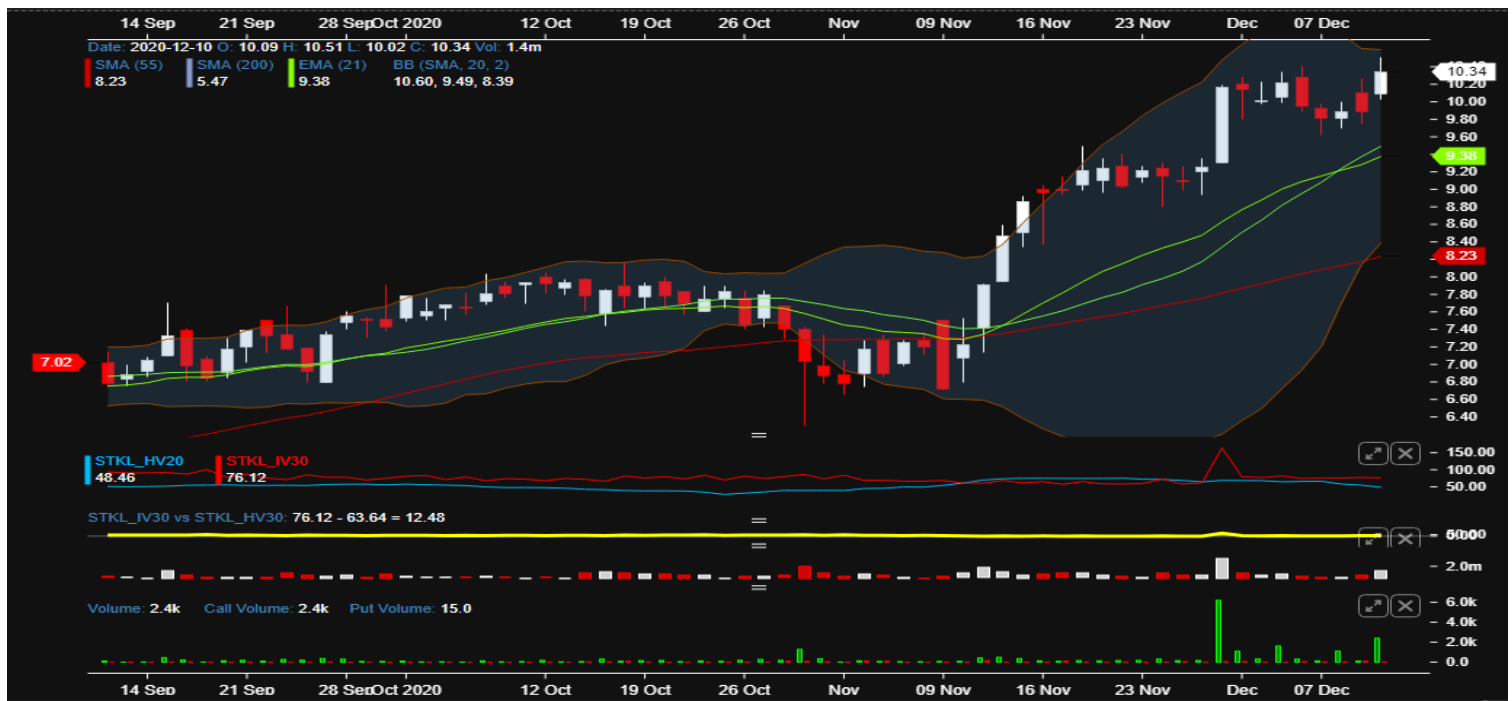 14 Sep 21 Sep 28 Sep Oct 2020 12 Oct 19 Oct 26 Oct Nov 09 Nov 16 Nov 23 Nov Dec 07 Dec
Date: 2020-12-10 O: 10.09 H: 10.51 L: 10.02 C: 10.34 Vol: 1.4m
SMA (55) SMA (200) EMA (21) BB (SMA, 20, 2)
8.23 5.47 9.38 10.60, 9.49, 8.39
10.34
10.20
10.00
9.80
9.60
9.38
9.20
9.00
8.80
8.60
8.40
8.23
8.00
7.80
7.60
7.40
7.20
7.02
7.00
6.80
6.60
6.40
STKL_HV20 STKL_IV30
48.46 76.12
150.00
100.00
50.00
STKL_IV30 vs STKL_HV30: 76.12 - 63.64 = 12.48
2.0m
Volume: 2.4k Call Volume: 2.4k Put Volume: 15.0
6.0k
4.0k
2.0k
0.0
14 Sep 21 Sep 28 Sep Oct 2020 12 Oct 19 Oct 26 Oct Nov 09 Nov 16 Nov 23 Nov Dec 07 Dec